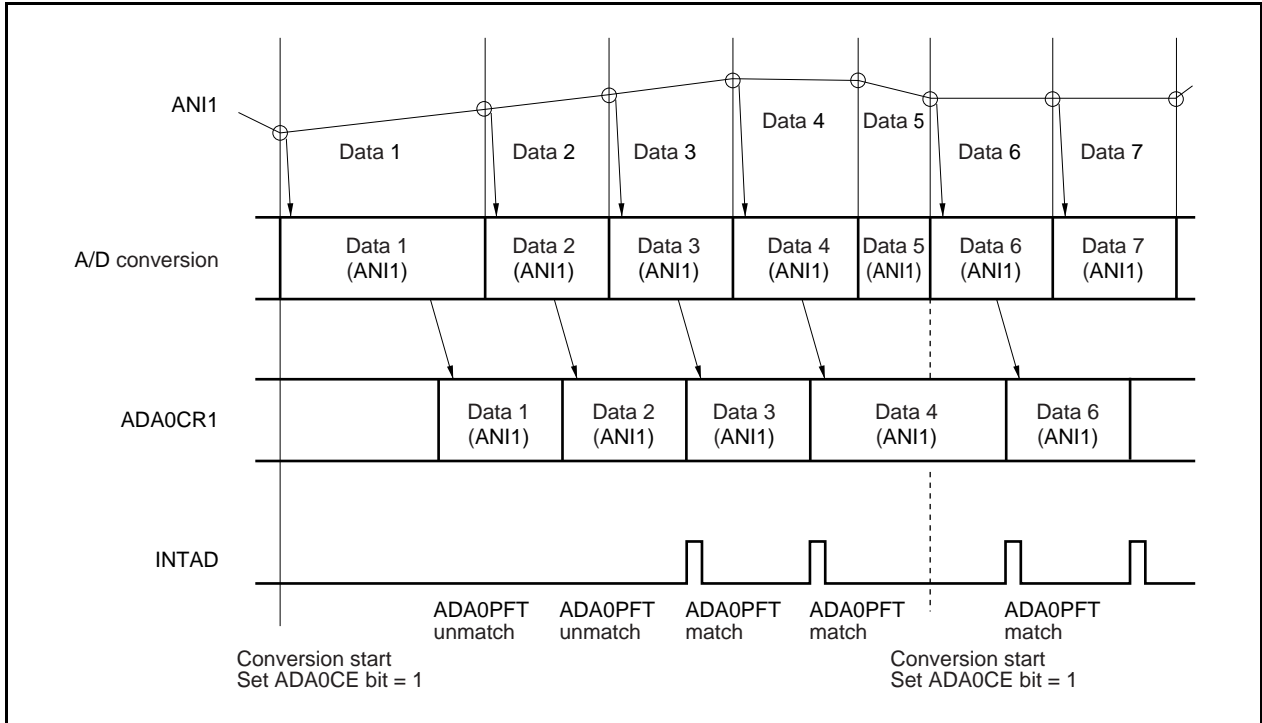 ANI1
Data 1
Data 2
Data 3
Data 4
Data 5
Data 6
Data 7
A/D conversion
Data 1
(ANI1)
Data 2
(ANI1)
Data 3
(ANI1)
Data 4
(ANI1)
Data 5
(ANI1)
Data 6
(ANI1)
Data 7
(ANI1)
ADA0CR1
Data 1
(ANI1)
Data 2
(ANI1)
Data 3
(ANI1)
Data 4
(ANI1)
Data 6
(ANI1)
INTAD
ADA0PFT
unmatch
ADA0PFT
unmatch
ADA0PFT
match
ADA0PFT
match
ADA0PFT
match
Conversion start
Set ADA0CE bit = 1
Conversion start
Set ADA0CE bit = 1